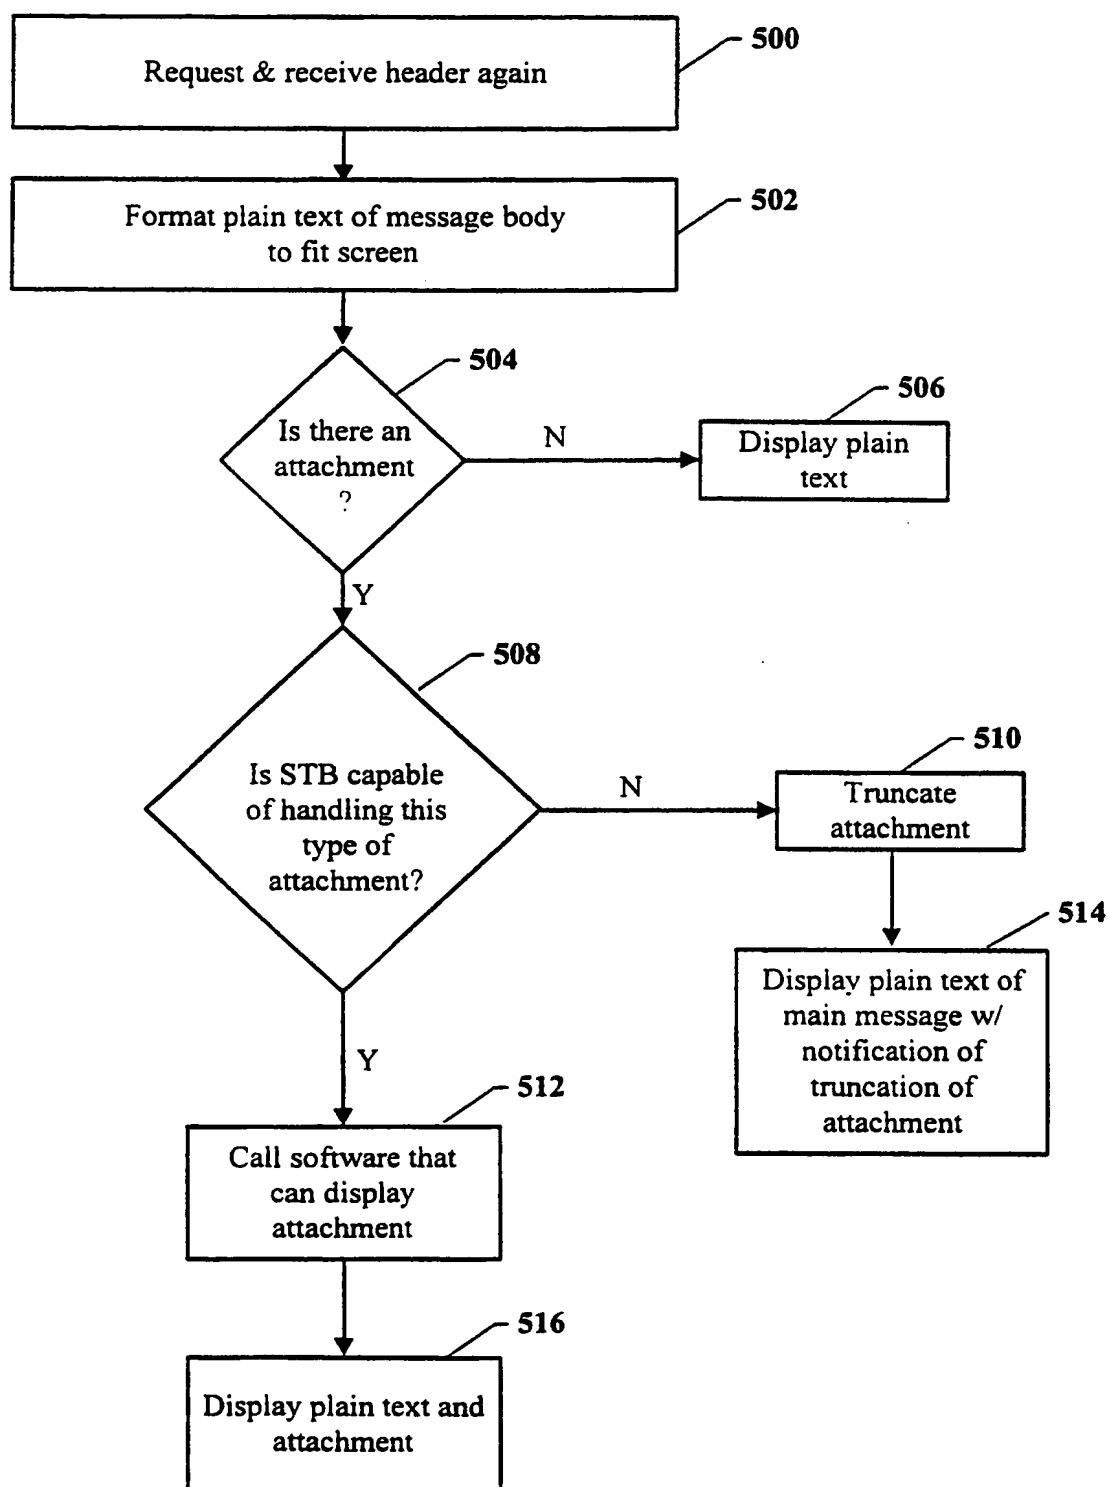 500
Request & receive header again
502
Format plain text of message body
to fit screen
504
Is there an
attachment
?
N
506
Display plain
text
Y
508
Is STB capable
of handling this
type of
attachment?
N
510
Truncate
attachment
514
Display plain text of
main message w/
notification of
truncation of
attachment
Y
512
Call software that
can display
attachment
516
Display plain text and
attachment